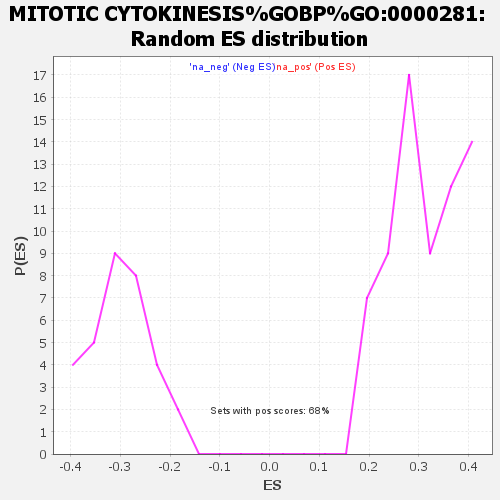 MITOTIC CYTOKINESIS%GOBP%GO:0000281:
Random ES distribution
'na_neg' (Neg ES)na_pos' (Pos ES)
17
16
15
14
13
12
11
10
9
8
7
6
5
4
3
2
1
0
P(ES)
Sets with pos scores: 68%
-0.4 -0.3 -0.2 -0.1 0.0 0.1 0.2 0.3 0.4
ES